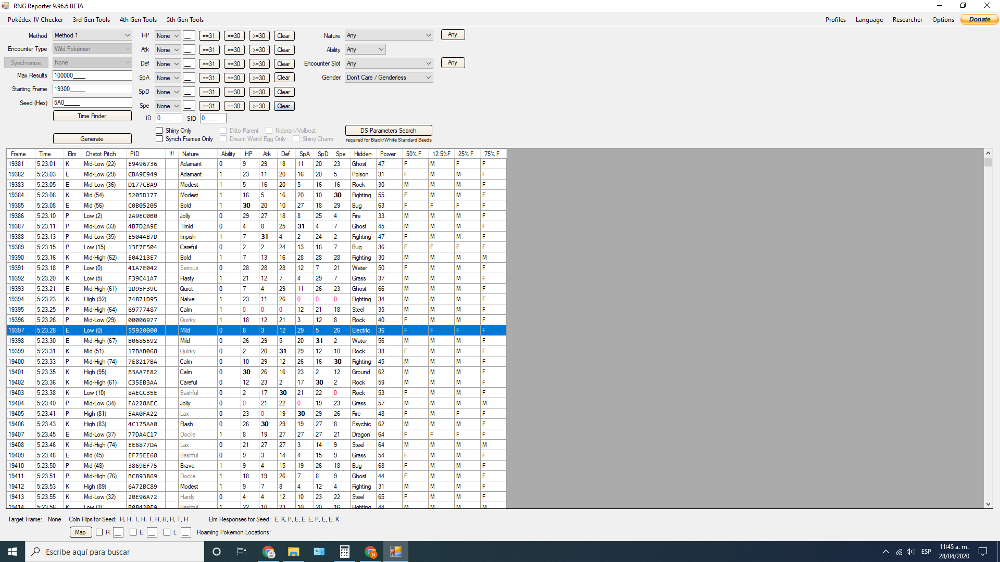 RNG Reporter 9.96.6 BETA
Pokédex-IV Checker 3rd Gen Tools 4th Gen Tools 5th Gen Tools Profiles Language Researcher Options Donate
Method Method 1 HP None __ ==31 ==30 >=30 Clear Nature Any Any
Encounter Type Wild Pokémon Atk None __ ==31 ==30 >=30 Clear Ability Any
Synchronize None Def None __ ==31 ==30 >=30 Clear Encounter Slot Any Any
Max Results 100000____ SpA None __ ==31 ==30 >=30 Clear Gender Don't Care / Genderless
Starting Frame 19300_____ SpD None __ ==31 ==30 >=30 Clear
Seed (Hex) 5A0_____ Spe None __ ==31 ==30 >=30 Clear
Time Finder ID 0____ SID 0____
Shiny Only Ditto Parent Nidoran/Volbeat DS Parameters Search
Generate Synch Frames Only Dream World Egg Only Shiny Charm required for Black\White Standard Seeds
Frame Time Elm Chatot Pitch PID !!! Nature Ability HP Atk Def SpA SpD Spe Hidden Power 50% F 12.5%F 25% F 75% F
19381 5:23.01 K Mid-Low (22) E9496736 Adamant 0 9 29 18 11 20 23 Ghost 47 F M F F
19382 5:23.03 E Mid-Low (29) CBA9E949 Adamant 1 23 11 20 16 20 5 Poison 31 F M M F
19383 5:23.05 E Mid-Low (36) D177CBA9 Modest 1 5 16 20 5 16 16 Rock 30 M M M F
19384 5:23.06 K Mid (54) 5205D177 Modest 1 16 5 16 20 10 30 Fighting 55 F M M F
19385 5:23.08 E Mid (56) C0B05205 Bold 1 30 20 10 27 18 29 Bug 63 F F F F
19386 5:23.10 P Low (2) 2A9EC0B0 Jolly 0 29 27 18 8 25 4 Fire 33 M M M F
19387 5:23.11 P Mid-Low (33) 4B7D2A9E Timid 0 4 8 25 31 4 7 Ghost 45 M M M F
19388 5:23.13 P Mid-Low (35) E5044B7D Impish 1 7 31 4 2 24 2 Fighting 47 F M M F
19389 5:23.15 P Low (15) 13E7E504 Careful 0 2 2 24 13 16 7 Bug 36 F F F F
19390 5:23.16 K Mid-High (62) E04213E7 Bold 1 7 13 16 28 28 28 Fighting 30 M M M M
19391 5:23.18 P Low (0) 41A7E042 Serious 0 28 28 28 12 7 21 Water 50 F M M F
19392 5:23.20 K Low (5) F39C41A7 Hasty 1 21 12 7 4 29 7 Grass 37 M M M F
19393 5:23.21 E Mid-High (61) 1D95F39C Quiet 0 7 4 29 11 26 23 Ghost 66 M M M F
19394 5:23.23 K High (92) 74871D95 Naive 1 23 11 26 0 0 0 Fighting 34 M M M F
19395 5:23.25 P Mid-High (64) 69777487 Calm 1 0 0 0 12 21 18 Steel 35 M M M F
19396 5:23.26 P Mid-Low (29) 00006977 Quirky 1 18 12 21 3 12 8 Rock 40 F M F F
19397 5:23.28 E Low (0) 55920000 Mild 0 8 3 12 29 5 26 Electric 36 F F F F
19398 5:23.30 E Mid-High (67) B0685592 Mild 0 26 29 5 20 31 2 Water 56 M M M F
19399 5:23.31 K Mid (51) 17BAB068 Quirky 0 2 20 31 29 12 10 Rock 38 F M M F
19400 5:23.33 P Mid-High (74) 7E8217BA Calm 0 10 29 12 26 16 30 Fighting 45 M M M F
19401 5:23.35 K High (95) B3AA7E82 Calm 0 30 26 16 23 2 12 Ground 62 M M M F
19402 5:23.36 K Mid-High (61) C35EB3AA Careful 0 12 23 2 17 30 2 Rock 59 M M M F
19403 5:23.38 K Low (10) 8AECC35E Bashful 0 2 17 30 21 22 0 Rock 53 F M M F
19404 5:23.40 P Mid-Low (34) FA228AEC Jolly 0 0 21 22 0 19 23 Grass 57 M M M M
19405 5:23.41 P High (81) 5AA0FA22 Lax 0 23 0 19 30 29 26 Fire 48 F M F F
19406 5:23.43 K High (83) 4C175AA0 Rash 0 26 30 29 19 27 8 Psychic 62 M M M F
19407 5:23.45 E Mid-Low (37) 77DA4C17 Docile 1 8 19 27 27 27 21 Dragon 64 F F F F
19408 5:23.46 K Mid-High (74) EE6877DA Lax 0 21 27 27 3 14 9 Steel 64 M M M M
19409 5:23.48 E Mid (45) EF75EE68 Bashful 0 9 3 14 4 15 9 Grass 54 F M M F
19410 5:23.50 P Mid (48) 3869EF75 Brave 1 9 4 15 19 26 18 Bug 68 F M M F
19411 5:23.51 P Mid-High (76) BC893869 Docile 1 18 19 26 7 8 9 Ghost 44 F M M F
19412 5:23.53 K High (89) 6A72BC89 Modest 1 9 7 8 4 12 4 Fighting 31 M M M F
19413 5:23.55 K Mid-Low (32) 20E96A72 Hardy 0 4 4 12 10 23 22 Steel 65 F M M F
19414 5:23.56 K Low (2) B08420E9 Bashful 1 22 10 23 10 20 16 Fighting 44 M M M M
Target Frame: None Coin Flips for Seed: H, H, T, H, T, H, H, H, T, H Elm Responses for Seed: E, K, P, E, E, E, P, E, E, K
Map R __ E __ L __ Roaming Pokemon Locations:
Escribe aquí para buscar ESP 11:45 a. m.
28/04/2020